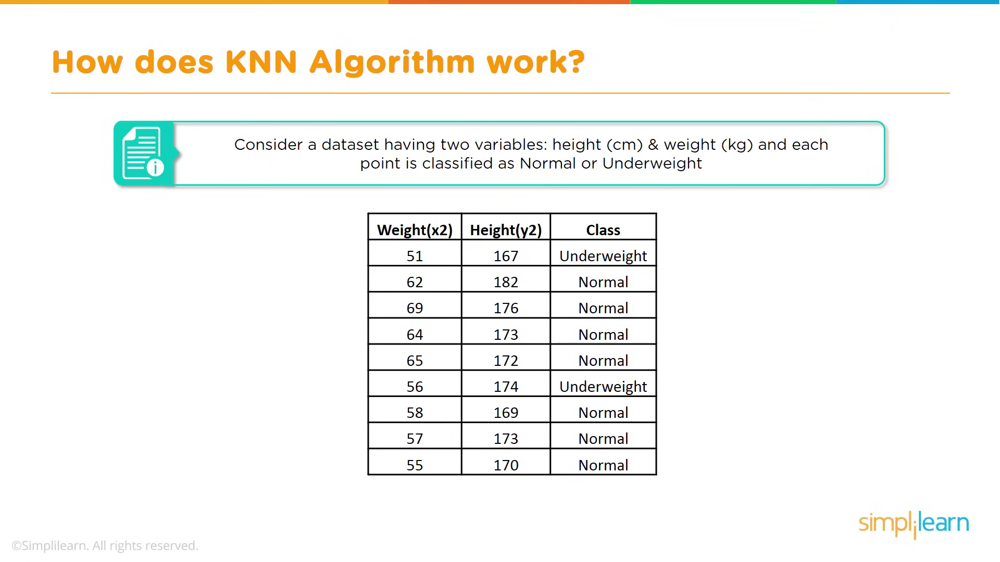 How does KNN Algorithm work?
Consider a dataset having two variables: height (cm) & weight (kg) and each
point is classified as Normal or Underweight
Weight(x2) Height(y2) Class
51 167 Underweight
62 182 Normal
69 176 Normal
64 173 Normal
65 172 Normal
56 174 Underweight
58 169 Normal
57 173 Normal
55 170 Normal
simplilearn
©Simplilearn. All rights reserved.